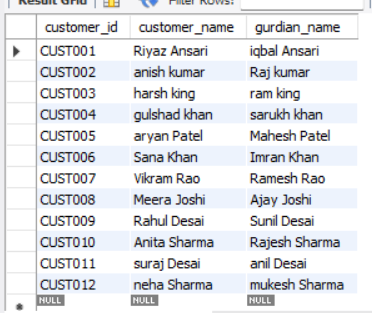 Result Grid Filter Rows:
customer_id customer_name gurdian_name
CUST001 Riyaz Ansari iqbal Ansari
CUST002 anish kumar Raj kumar
CUST003 harsh king ram king
CUST004 gulshad khan sarukh khan
CUST005 aryan Patel Mahesh Patel
CUST006 Sana Khan Imran Khan
CUST007 Vikram Rao Ramesh Rao
CUST008 Meera Joshi Ajay Joshi
CUST009 Rahul Desai Sunil Desai
CUST010 Anita Sharma Rajesh Sharma
CUST011 suraj Desai anil Desai
CUST012 neha Sharma mukesh Sharma
NULL NULL NULL